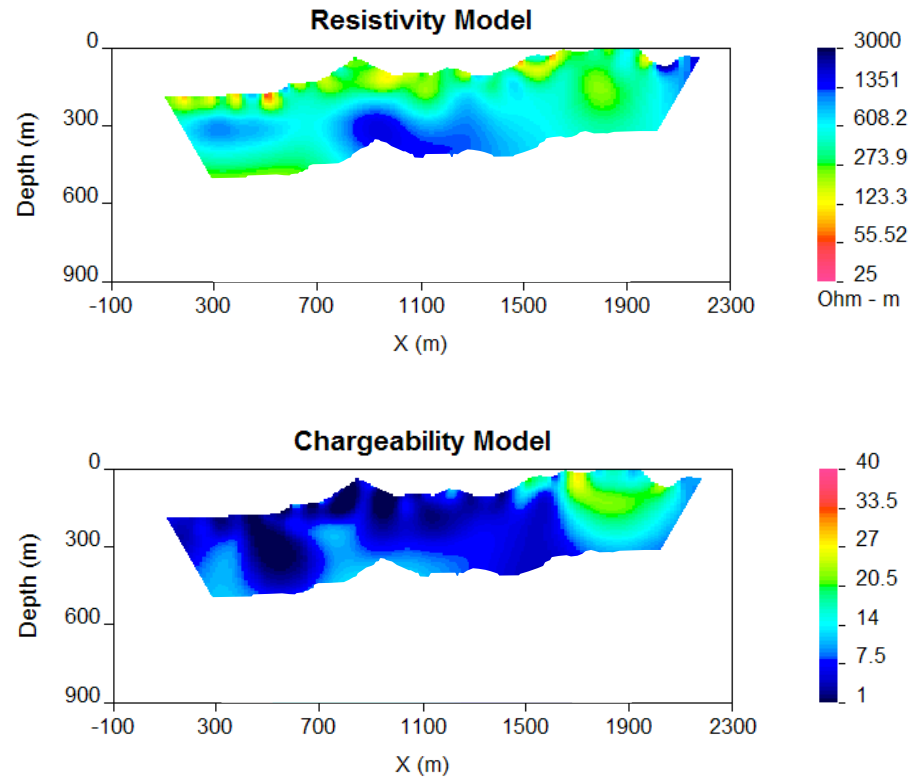 Resistivity Model
0
300
600
900
Depth (m)
-100 300 700 1100 1500 1900 2300
X (m)
3000
1351
608.2
273.9
123.3
55.52
25
Ohm - m
Chargeability Model
0
300
600
900
Depth (m)
-100 300 700 1100 1500 1900 2300
X (m)
40
33.5
27
20.5
14
7.5
1